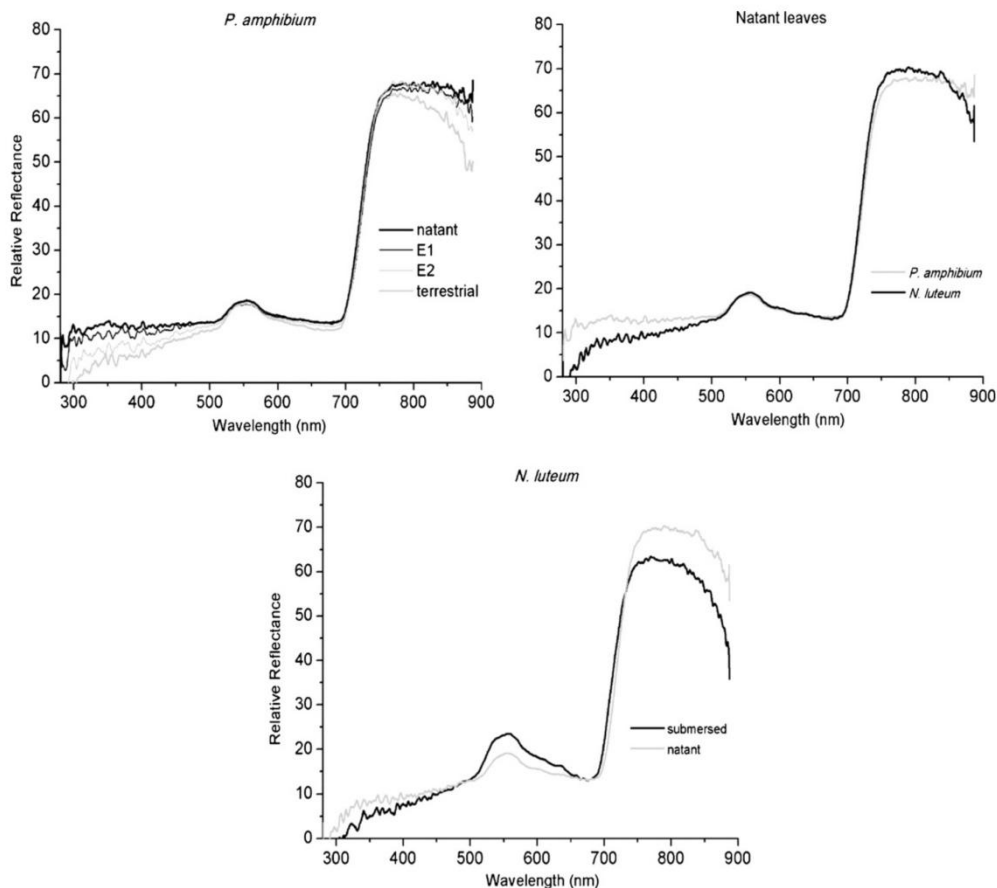 P. amphibium
Relative Reflectance
80
70
60
50
40
30
20
10
0
natant
E1
E2
terrestrial
300 400 500 600 700 800 900
Wavelength (nm)
Natant leaves
80
70
60
50
40
30
20
10
0
P. amphibium
N. luteum
300 400 500 600 700 800 900
Wavelength (nm)
N. luteum
Relative Reflectance
80
70
60
50
40
30
20
10
0
submersed
natant
300 400 500 600 700 800 900
Wavelength (nm)